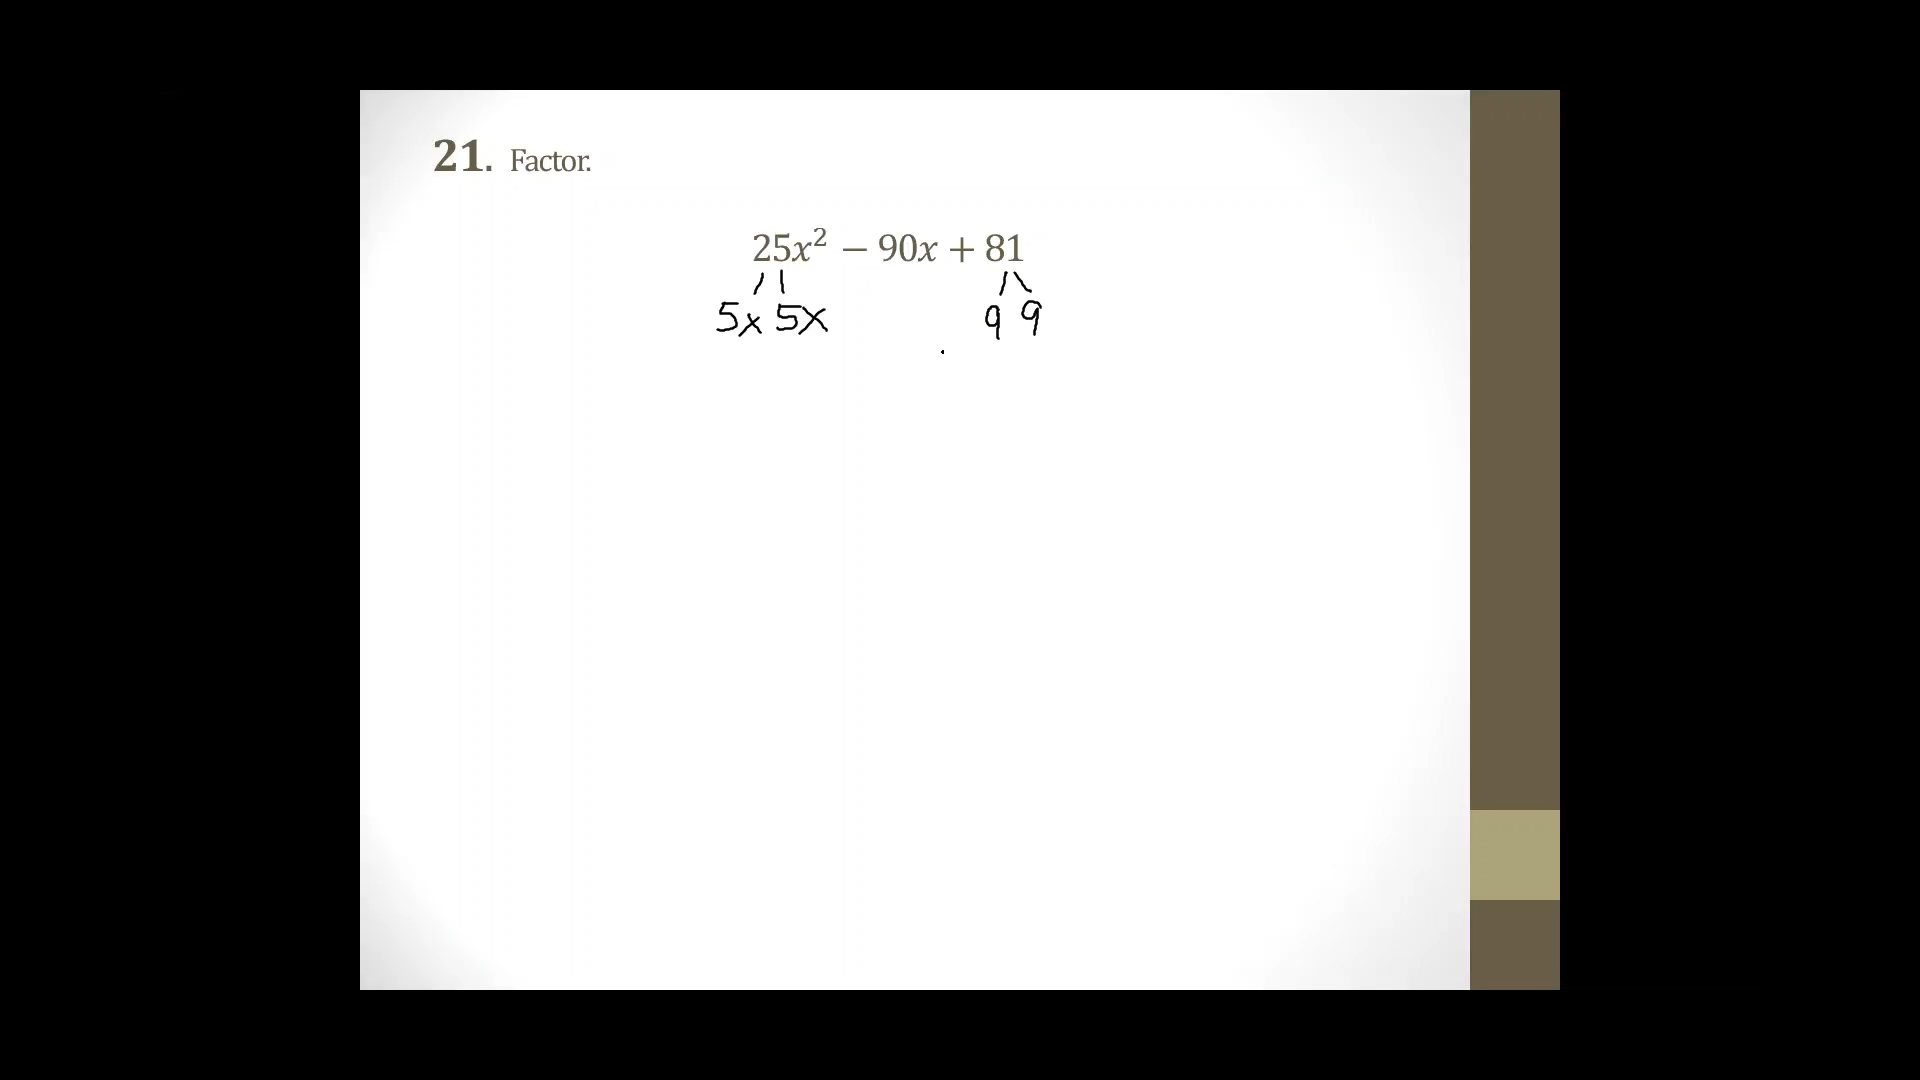 21. Factor.
25x² − 90x + 81
5x 5x 9 9